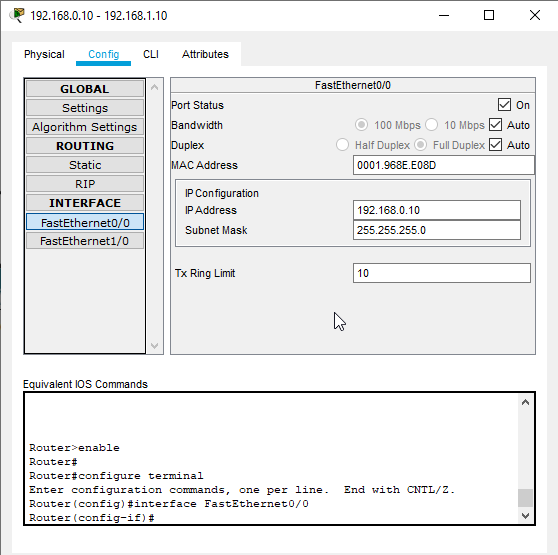 192.168.0.10 - 192.168.1.10
Physical Config CLI Attributes
GLOBAL
Settings
Algorithm Settings
ROUTING
Static
RIP
INTERFACE
FastEthernet0/0
FastEthernet1/0
FastEthernet0/0
Port Status On
Bandwidth 100 Mbps 10 Mbps Auto
Duplex Half Duplex Full Duplex Auto
MAC Address 0001.968E.E08D
IP Configuration
IP Address 192.168.0.10
Subnet Mask 255.255.255.0
Tx Ring Limit 10
Equivalent IOS Commands
Router>enable
Router#
Router#configure terminal
Enter configuration commands, one per line. End with CNTL/Z.
Router(config)#interface FastEthernet0/0
Router(config-if)#